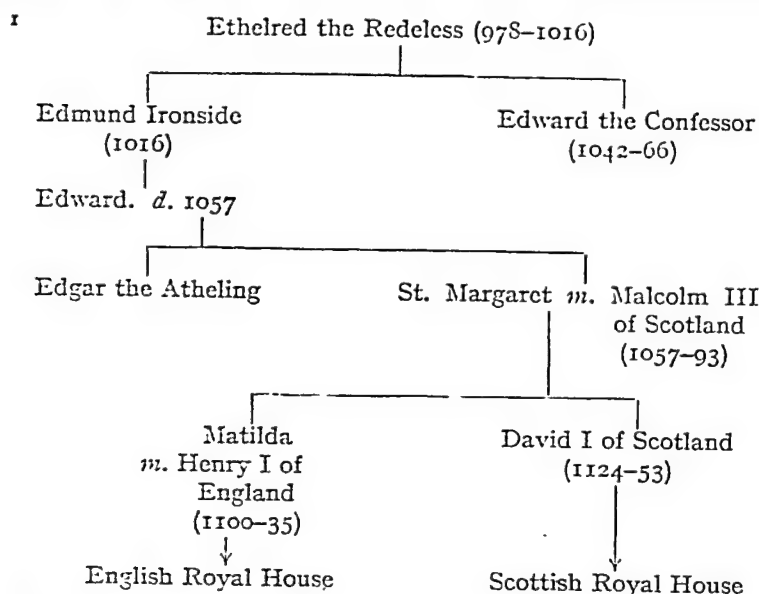 1
Ethelred the Redeless (978–1016)
Edmund Ironside
(1016)
Edward the Confessor
(1042–66)
Edward. d. 1057
Edgar the Atheling
St. Margaret m. Malcolm III
of Scotland
(1057–93)
Matilda
m. Henry I of
England
(1100–35)
David I of Scotland
(1124–53)
English Royal House
Scottish Royal House